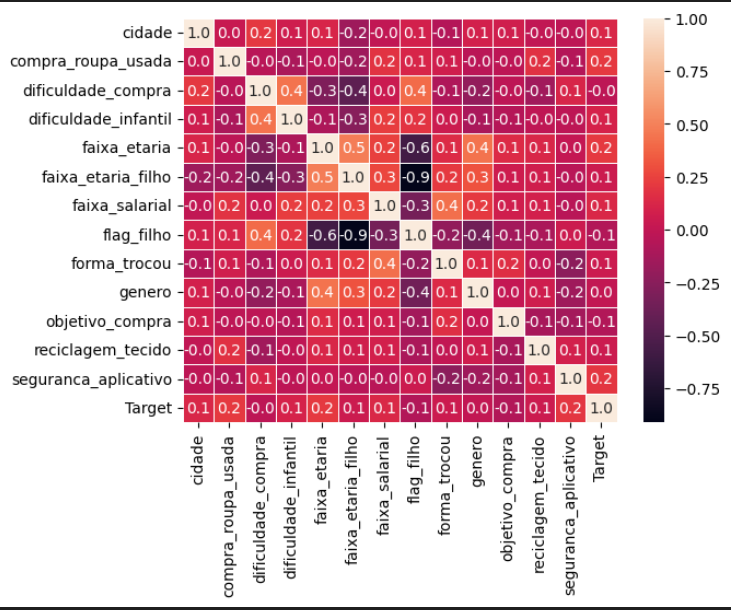 cidade 1.0 0.0 0.2 0.1 0.1 -0.2 -0.0 0.1 -0.1 0.1 0.1 -0.0 -0.0 0.1
compra_roupa_usada 0.0 1.0 -0.0 -0.1 -0.0 -0.2 0.2 0.1 0.1 -0.0 -0.0 0.2 -0.1 0.2
dificuldade_compra 0.2 -0.0 1.0 0.4 -0.3 -0.4 0.0 0.4 -0.1 -0.2 -0.0 -0.1 0.1 -0.0
dificuldade_infantil 0.1 -0.1 0.4 1.0 -0.1 -0.3 0.2 0.2 0.0 -0.1 -0.1 -0.0 -0.0 0.1
faixa_etaria 0.1 -0.0 -0.3 -0.1 1.0 0.5 0.2 -0.6 0.1 0.4 0.1 0.1 -0.0 0.2
faixa_etaria_filho -0.2 -0.2 -0.4 -0.3 0.5 1.0 0.3 -0.9 0.2 0.3 0.1 0.1 -0.0 0.1
faixa_salarial -0.0 0.2 0.0 0.2 0.2 0.3 1.0 -0.3 0.4 0.2 0.1 0.1 -0.0 0.1
flag_filho 0.1 0.1 0.4 0.2 -0.6 -0.9 -0.3 1.0 -0.2 -0.4 -0.1 -0.1 0.0 -0.1
forma_trocou -0.1 0.1 -0.1 0.0 0.1 0.2 0.4 -0.2 1.0 0.1 0.2 0.0 -0.2 0.1
genero 0.1 -0.0 -0.2 -0.1 0.4 0.3 0.2 -0.4 0.1 1.0 0.0 0.1 -0.2 0.0
objetivo_compra 0.1 -0.0 -0.0 -0.1 0.1 0.1 0.1 -0.1 0.2 0.0 1.0 -0.1 -0.1 -0.1
reciclagem_tecido -0.0 0.2 -0.1 -0.0 0.1 0.1 0.1 -0.1 0.0 0.1 -0.1 1.0 0.1 0.1
seguranca_aplicativo -0.0 -0.1 0.1 -0.0 -0.0 -0.0 -0.0 0.0 -0.2 -0.2 -0.1 0.1 1.0 0.2
Target 0.1 0.2 -0.0 0.1 0.2 0.1 0.1 -0.1 0.1 0.0 -0.1 0.1 0.2 1.0
cidade
compra_roupa_usada
dificuldade_compra
dificuldade_infantil
faixa_etaria
faixa_etaria_filho
faixa_salarial
flag_filho
forma_trocou
genero
objetivo_compra
reciclagem_tecido
seguranca_aplicativo
Target
1.00
0.75
0.50
0.25
0.00
−0.25
−0.50
−0.75